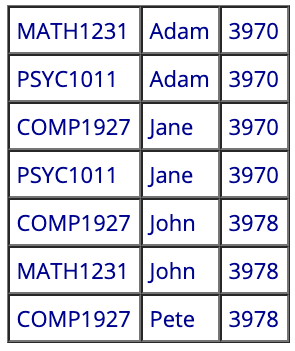 MATH1231 Adam 3970
PSYC1011 Adam 3970
COMP1927 Jane 3970
PSYC1011 Jane 3970
COMP1927 John 3978
MATH1231 John 3978
COMP1927 Pete 3978